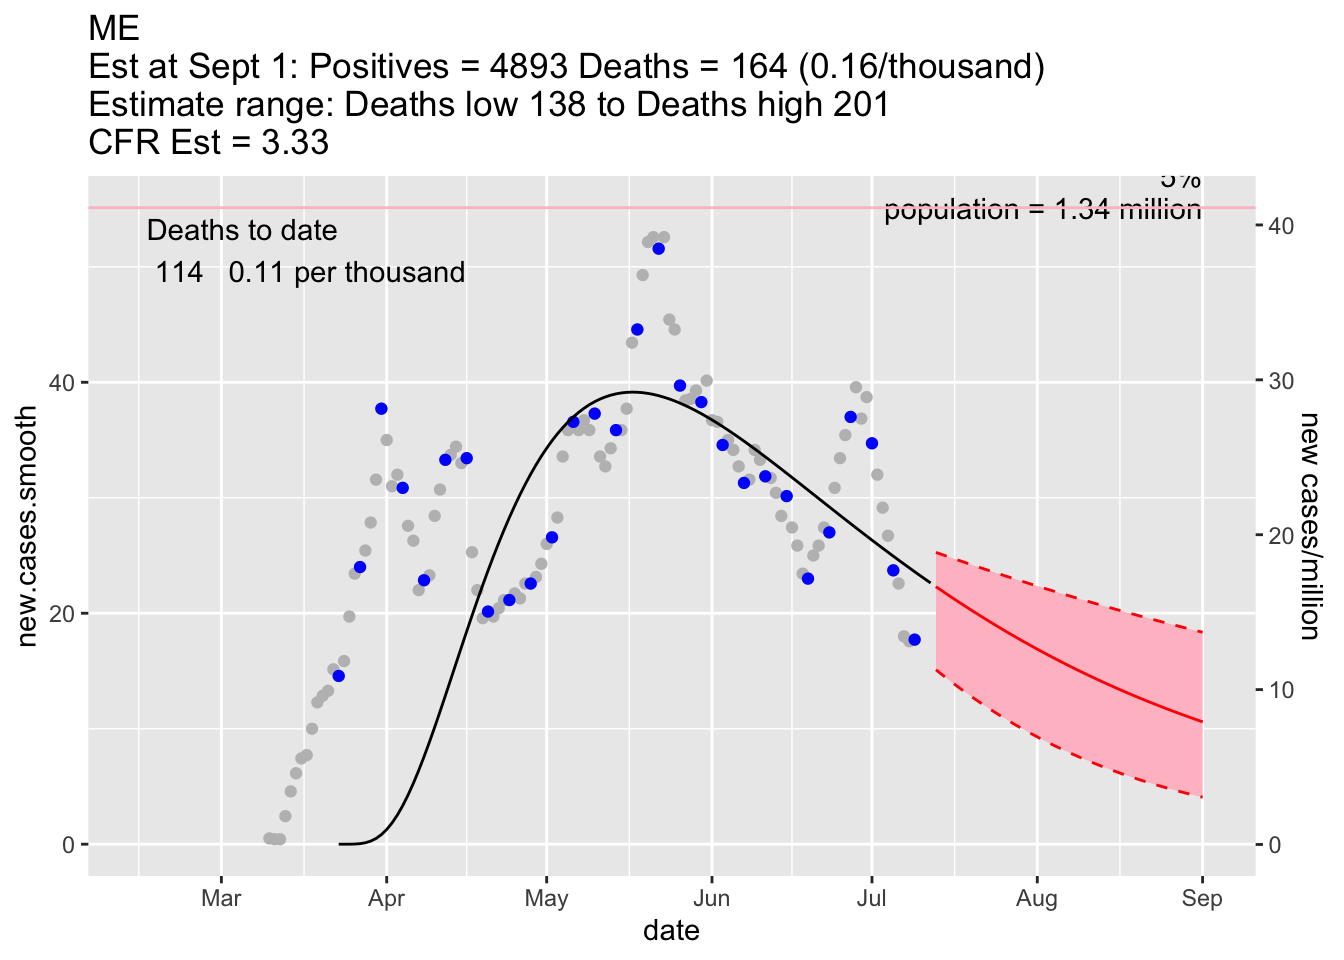 ME
Est at Sept 1: Positives = 4893 Deaths = 164 (0.16/thousand)
Estimate range: Deaths low 138 to Deaths high 201
CFR Est = 3.33
5%
population = 1.34 million
Deaths to date
114 0.11 per thousand
new.cases.smooth
40
20
0
40
30
20
10
0
new cases/million
Mar Apr May Jun Jul Aug Sep
date